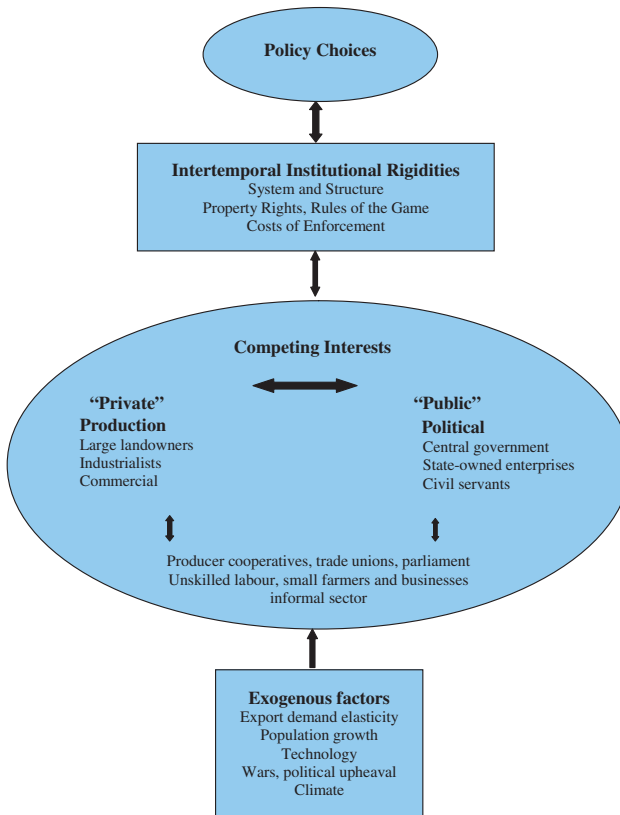 Policy Choices
Intertemporal Institutional Rigidities
System and Structure
Property Rights, Rules of the Game
Costs of Enforcement
Competing Interests
“Private”
Production
Large landowners
Industrialists
Commercial
“Public”
Political
Central government
State-owned enterprises
Civil servants
Producer cooperatives, trade unions, parliament
Unskilled labour, small farmers and businesses
informal sector
Exogenous factors
Export demand elasticity
Population growth
Technology
Wars, political upheaval
Climate